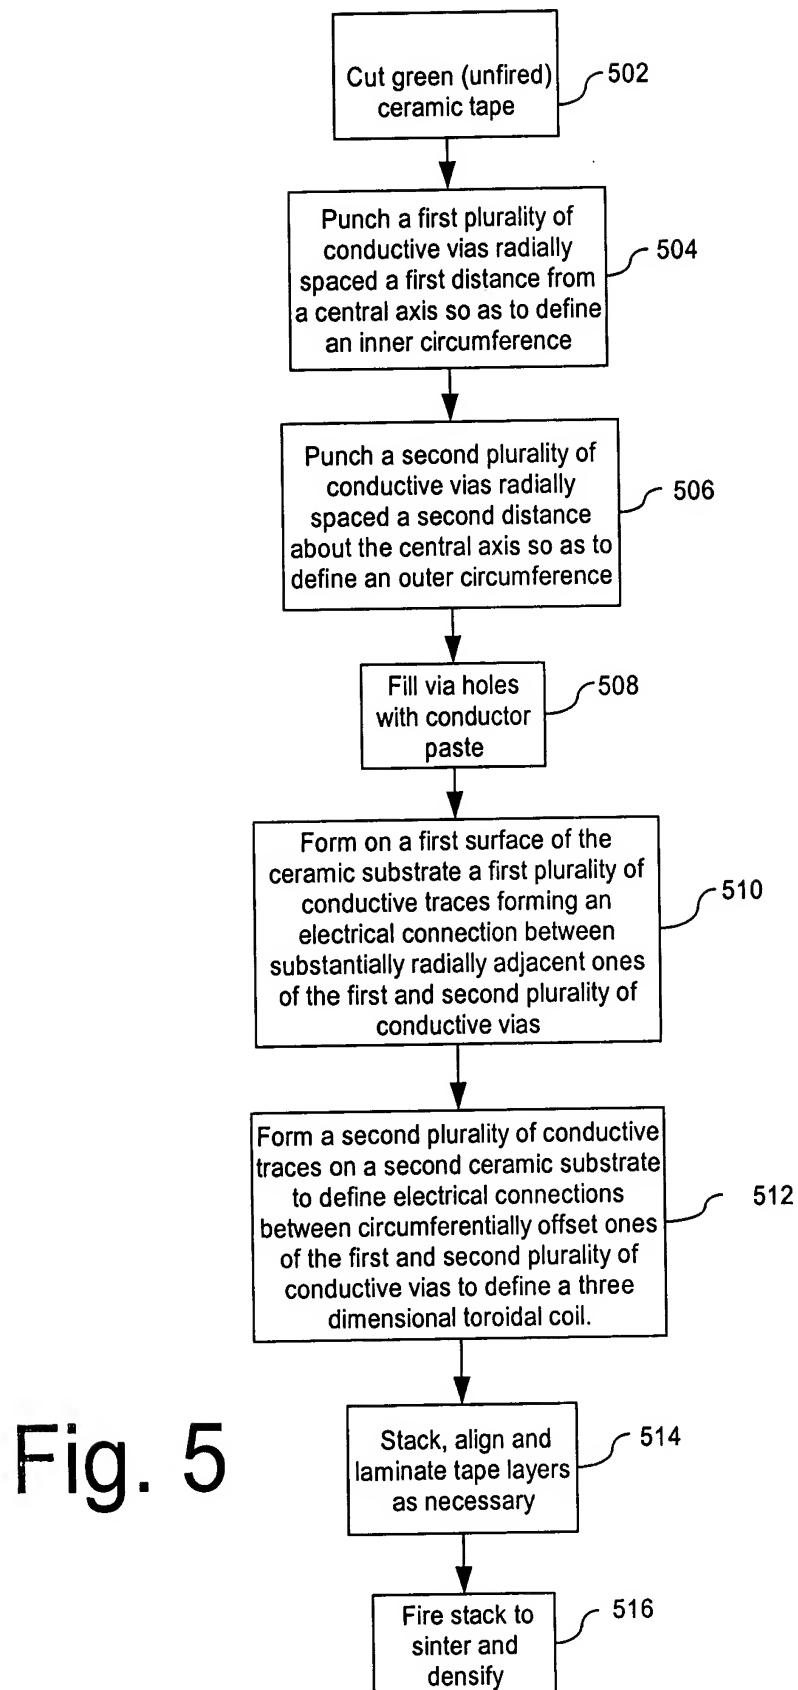 Cut green (unfired)
ceramic tape
502
Punch a first plurality of
conductive vias radially
spaced a first distance from
a central axis so as to define
an inner circumference
504
Punch a second plurality of
conductive vias radially
spaced a second distance
about the central axis so as to
define an outer circumference
506
Fill via holes
with conductor
paste
508
Form on a first surface of the
ceramic substrate a first plurality of
conductive traces forming an
electrical connection between
substantially radially adjacent ones
of the first and second plurality of
conductive vias
510
Form a second plurality of conductive
traces on a second ceramic substrate
to define electrical connections
between circumferentially offset ones
of the first and second plurality of
conductive vias to define a three
dimensional toroidal coil.
512
Stack, align and
laminate tape layers
as necessary
514
Fire stack to
sinter and
densify
516
Fig. 5